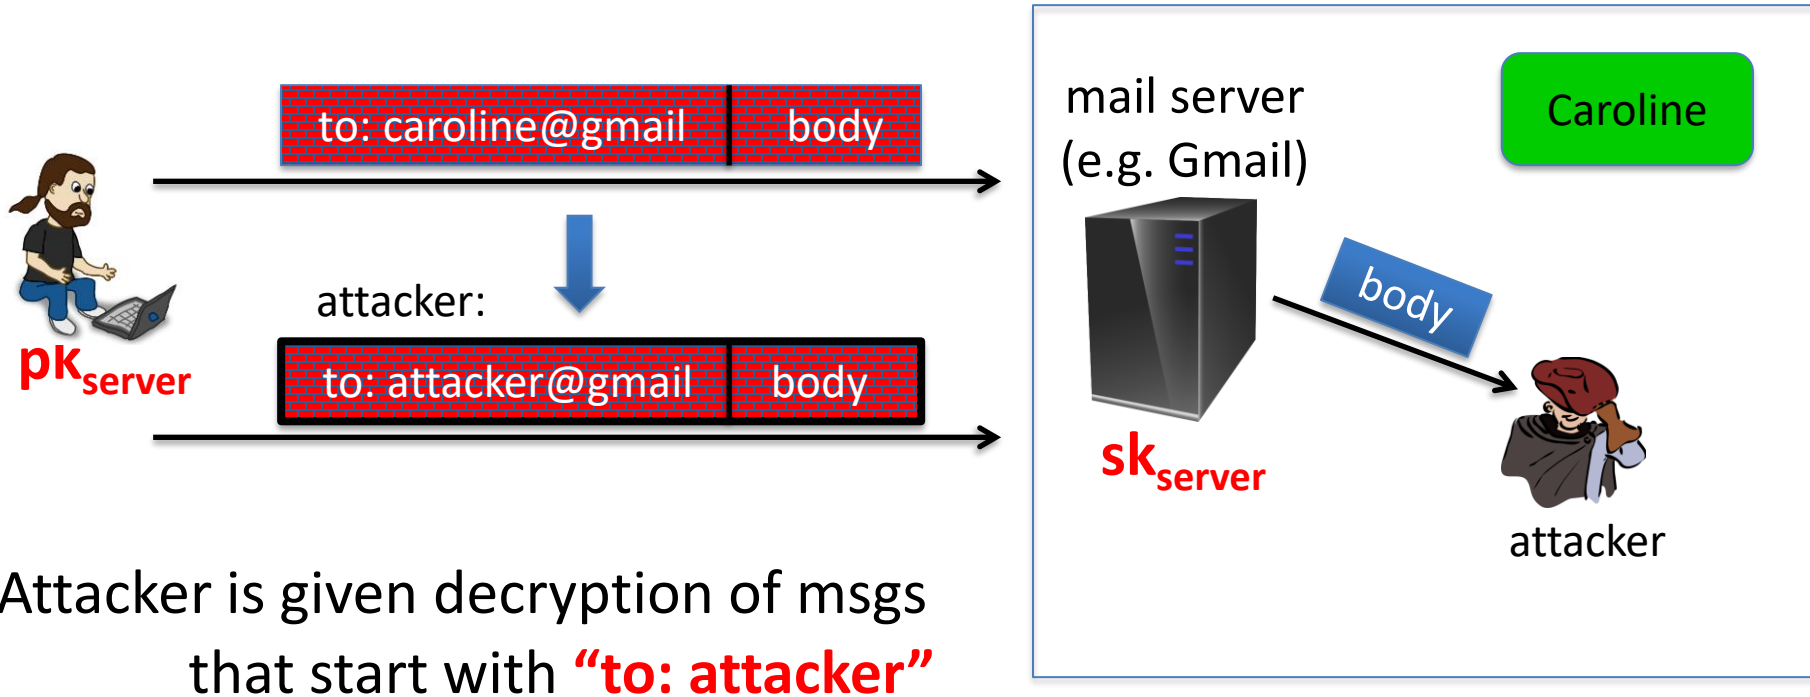 to: caroline@gmail body
mail server
(e.g. Gmail)
Caroline
attacker:
body
pkserver
to: attacker@gmail body
skserver
attacker
Attacker is given decryption of msgs
that start with “to: attacker”